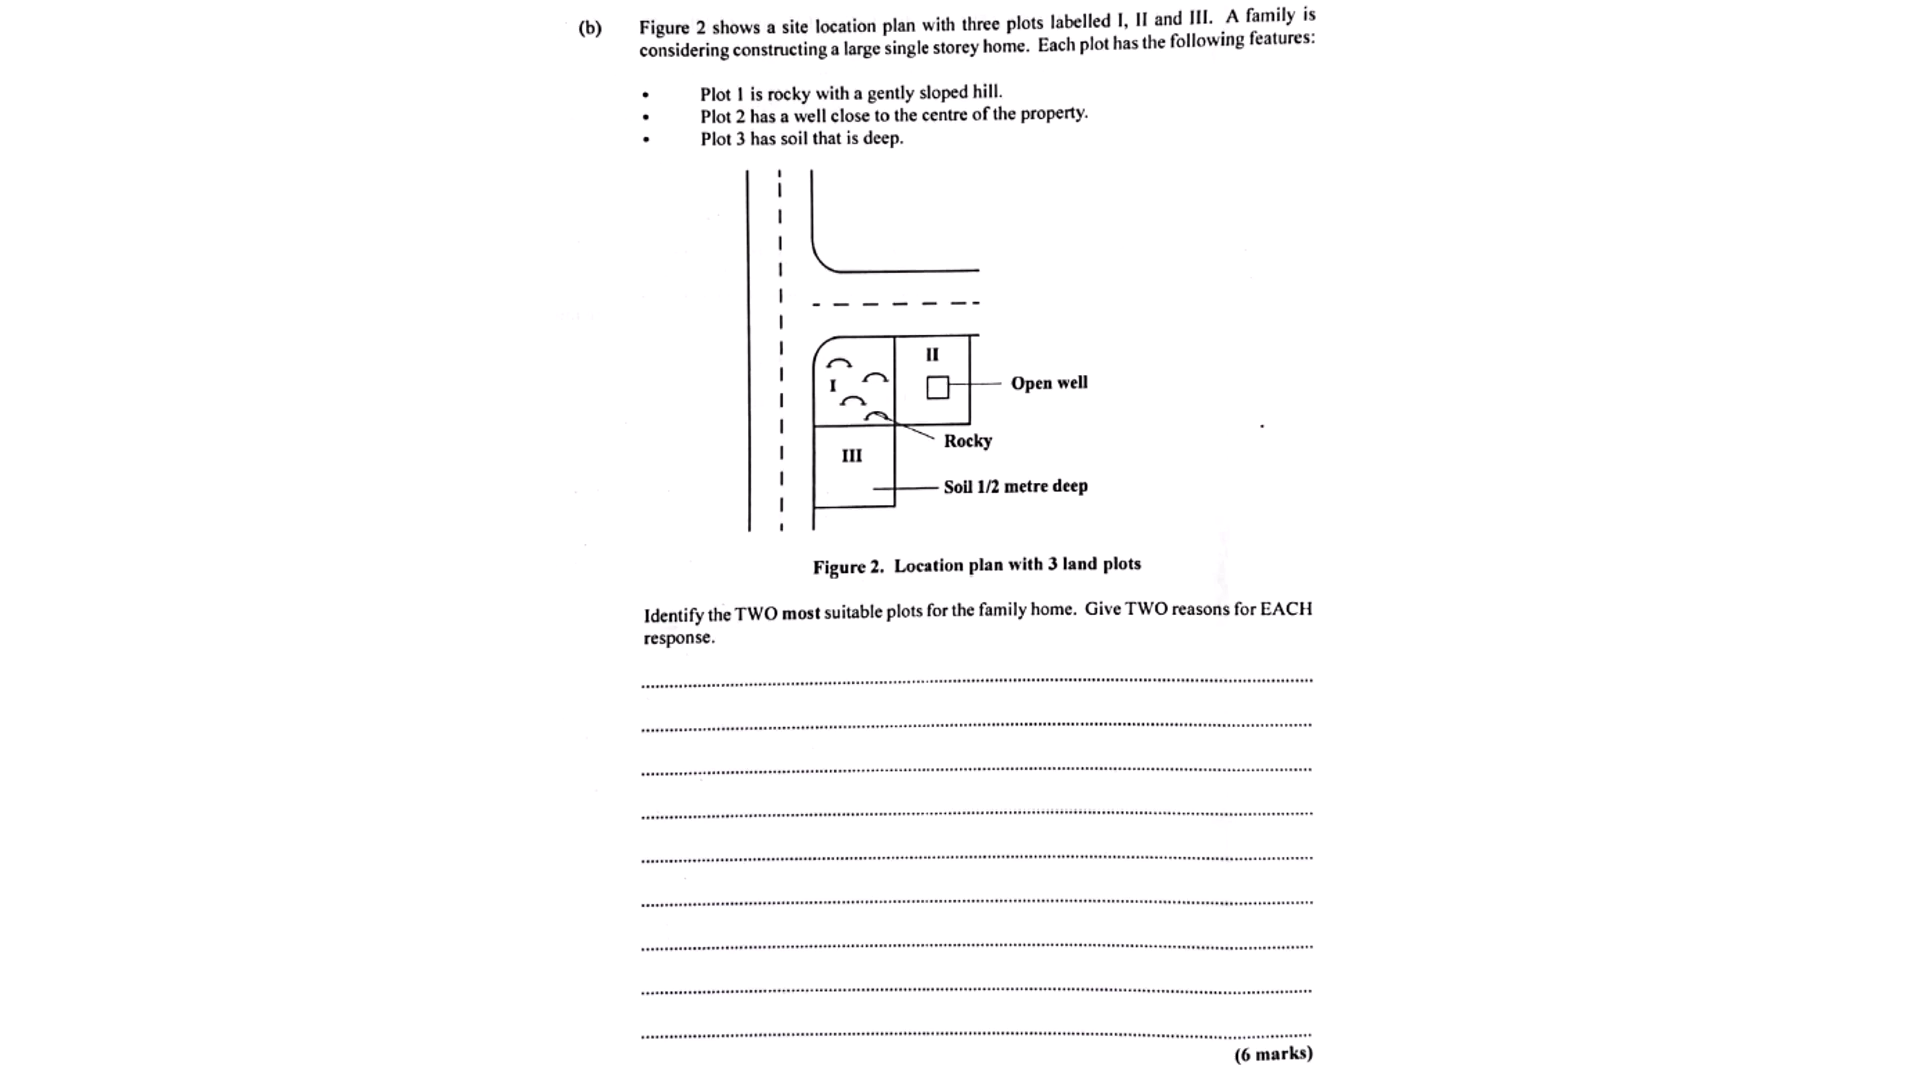 (b) Figure 2 shows a site location plan with three plots labelled I, II and III. A family is
considering constructing a large single storey home. Each plot has the following features:
• Plot 1 is rocky with a gently sloped hill.
• Plot 2 has a well close to the centre of the property.
• Plot 3 has soil that is deep.
II
I
Open well
Rocky
III
Soil 1/2 metre deep
Figure 2. Location plan with 3 land plots
Identify the TWO most suitable plots for the family home. Give TWO reasons for EACH
response.
(6 marks)